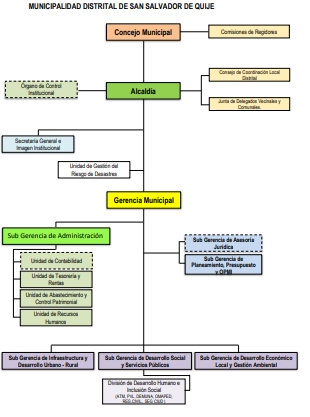 MUNICIPALIDAD DISTRITAL DE SAN SALVADOR DE QUIJE
Concejo Municipal
Comisiones de Regidores
Consejo de Coordinación Local
Distrital
Órgano de Control
Institucional
Alcaldía
Junta de Delegados Vecinales y
Comunales.
Secretaría General e
Imagen Institucional
Unidad de Gestión del
Riesgo de Desastres
Gerencia Municipal
Sub Gerencia de Administración
Sub Gerencia de Asesoría
Jurídica
Unidad de Contabilidad
Sub Gerencia de
Planeamiento, Presupuesto
y OPMI
Unidad de Tesorería y
Rentas
Unidad de Abastecimiento y
Control Patrimonial
Unidad de Recursos
Humanos
Sub Gerencia de Infraestructura y
Desarrollo Urbano - Rural
Sub Gerencia de Desarrollo Social
y Servicios Públicos
Sub Gerencia de Desarrollo Económico
Local y Gestión Ambiental
División de Desarrollo Humano e
Inclusión Social
(ATM, PVL, DEMUNA, OMAPED,
REG.CIVIL, SEG.CIUD.)